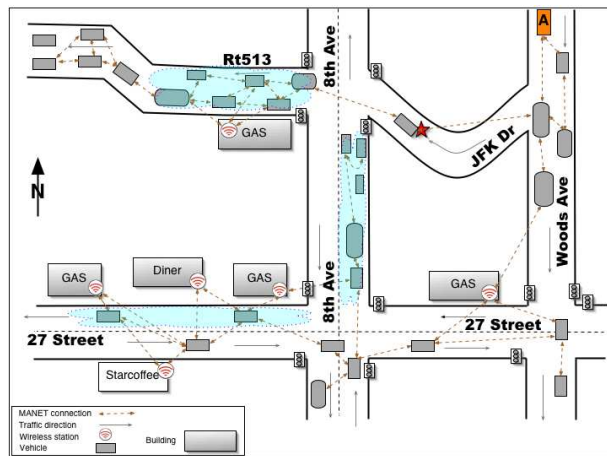 A
Rt513
8th Ave
GAS
JFK Dr
N
Woods Ave
GAS
Diner
GAS
GAS
8th Ave
27 Street
27 Street
Starcoffee
MANET connection
Traffic direction
Wireless station
Vehicle
Building